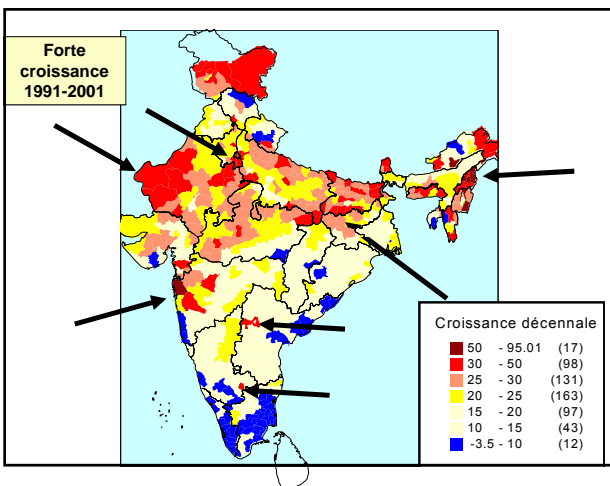 Forte
croissance
1991-2001
Croissance décennale
50 - 95.01 (17)
30 - 50 (98)
25 - 30 (131)
20 - 25 (163)
15 - 20 (97)
10 - 15 (43)
-3.5 - 10 (12)